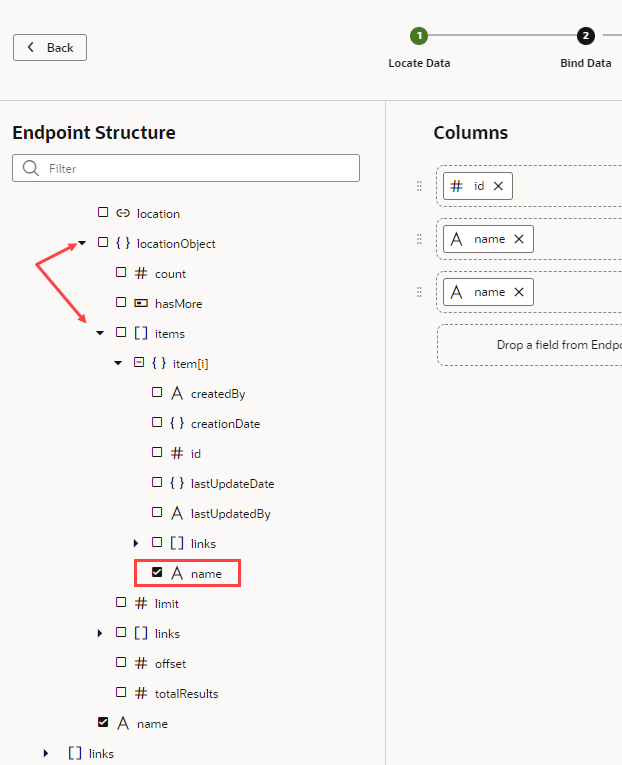 Back
1
2
Locate Data
Bind Data
Endpoint Structure
Filter
location
{ } locationObject
# count
hasMore
[ ] items
{ } item[i]
A createdBy
{ } creationDate
# id
{ } lastUpdateDate
A lastUpdatedBy
[ ] links
A name
# limit
[ ] links
# offset
# totalResults
A name
[ ] links
Columns
# id ×
A name ×
A name ×
Drop a field from Endpo